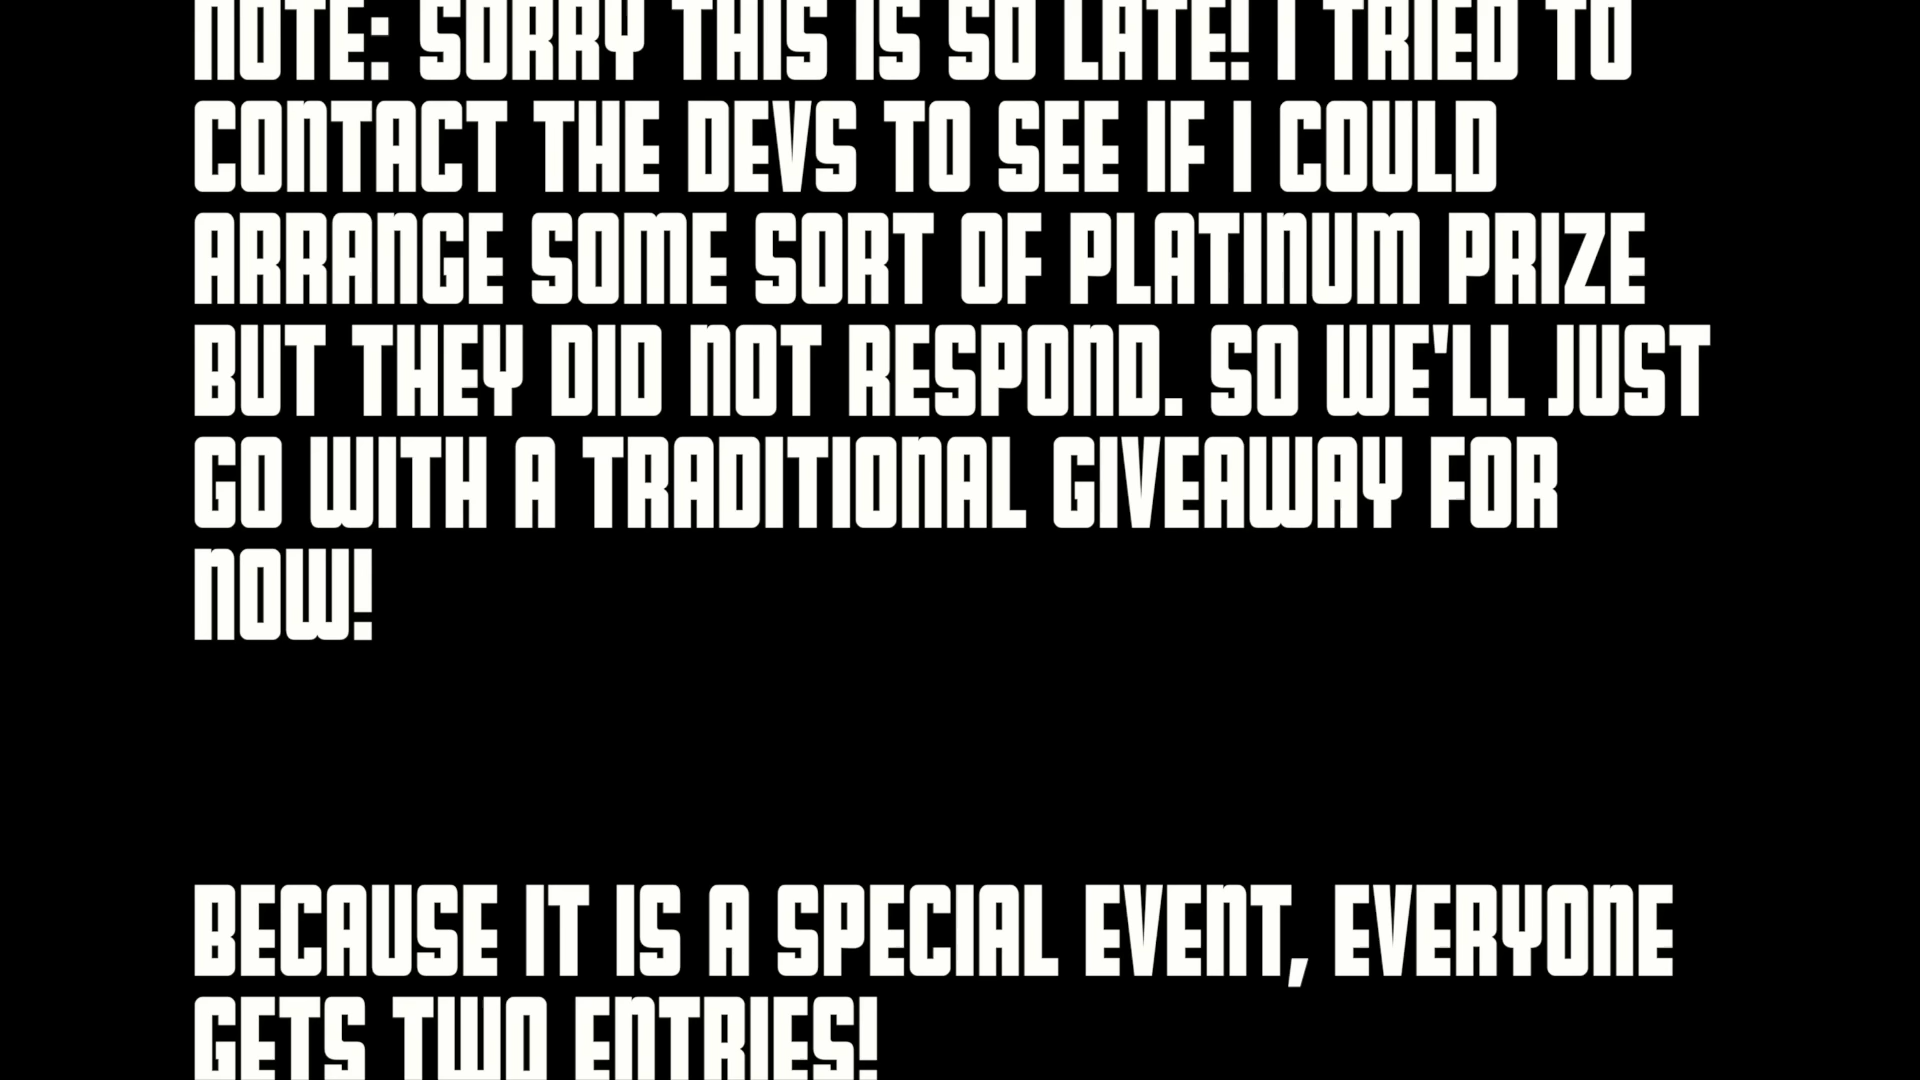 NOTE: SORRY THIS IS SO LATE! I TRIED TO
CONTACT THE DEVS TO SEE IF I COULD
ARRANGE SOME SORT OF PLATINUM PRIZE
BUT THEY DID NOT RESPOND. SO WE'LL JUST
GO WITH A TRADITIONAL GIVEAWAY FOR
NOW!
BECAUSE IT IS A SPECIAL EVENT, EVERYONE
GETS TWO ENTRIES!